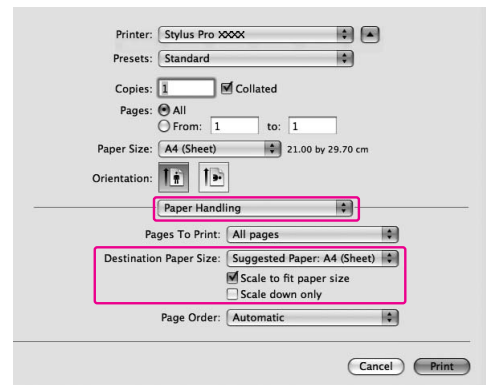 Printer: Stylus Pro XXXX
Presets: Standard
Copies: 1 Collated
Pages: All
From: 1 to: 1
Paper Size: A4 (Sheet) 21.00 by 29.70 cm
Orientation:
Paper Handling
Pages To Print: All pages
Destination Paper Size: Suggested Paper: A4 (Sheet)
Scale to fit paper size
Scale down only
Page Order: Automatic
Cancel Print